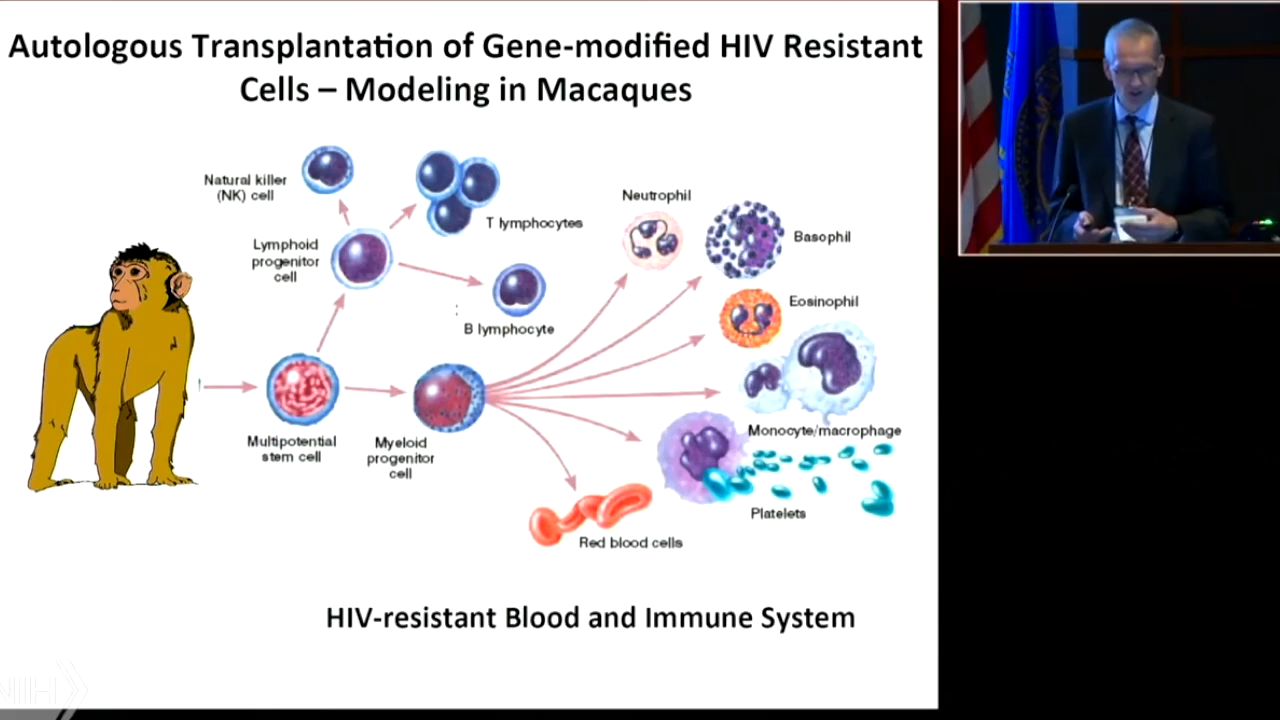 Autologous Transplantation of Gene-modified HIV Resistant
Cells – Modeling in Macaques
Natural killer
(NK) cell
T lymphocytes
Lymphoid
progenitor
cell
B lymphocyte
Neutrophil
Basophil
Eosinophil
Monocyte/macrophage
Multipotential
stem cell
Myeloid
progenitor
cell
Platelets
Red blood cells
HIV-resistant Blood and Immune System
NIH